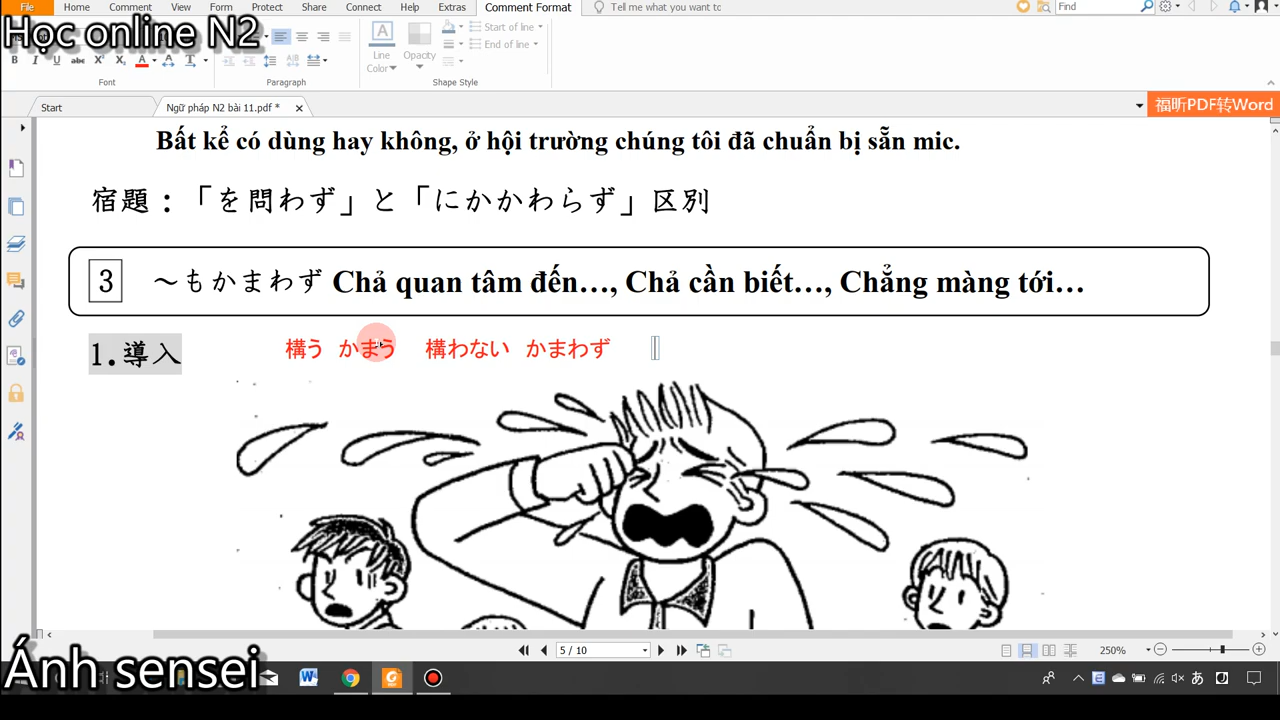 File Home Comment View Form Protect Share Connect Help Extras Comment Format Tell me what you want to Find
Học online N2
B I U abc X² X₂ A A T Line Color Opacity Start of line End of line
Font Paragraph Shape Style
Start Ngữ pháp N2 bài 11.pdf * × 福昕PDF转Word
Bất kể có dùng hay không, ở hội trường chúng tôi đã chuẩn bị sẵn mic.
宿題：「を問わず」と「にかかわらず」区別
3 ～もかまわず Chả quan tâm đến…, Chả cần biết…, Chẳng màng tới…
1.導入 構う かまう 構わない かまわず
5 / 10 250%
Ánh sensei
あ